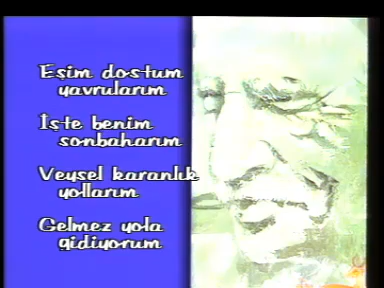 Eşim dostum
yavrularım
İşte benim
sonbaharım
Veysel karanlık
yollarım
Gelmez yola
gidiyorum